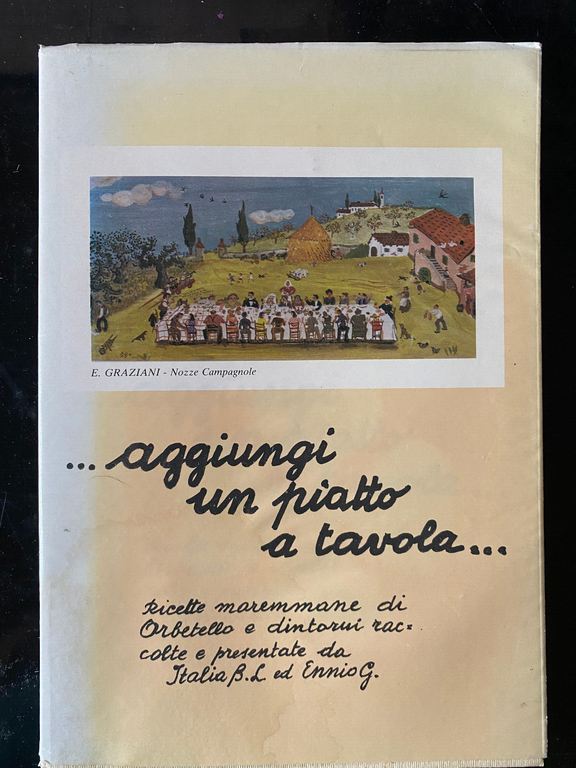 E. GRAZIANI - Nozze Campagnole
... aggiungi
un piatto
a tavola...
Ricette maremmane di
Orbetello e dintorni rac=
colte e presentate da
Italia B.L ed Ennio G.